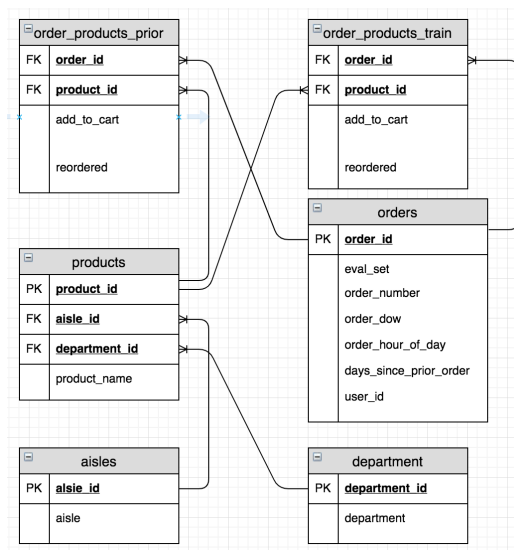 order_products_prior
FK order_id
FK product_id
add_to_cart
reordered
order_products_train
FK order_id
FK product_id
add_to_cart
reordered
orders
PK order_id
eval_set
order_number
order_dow
order_hour_of_day
days_since_prior_order
user_id
products
PK product_id
FK aisle_id
FK department_id
product_name
aisles
PK alsie_id
aisle
department
PK department_id
department